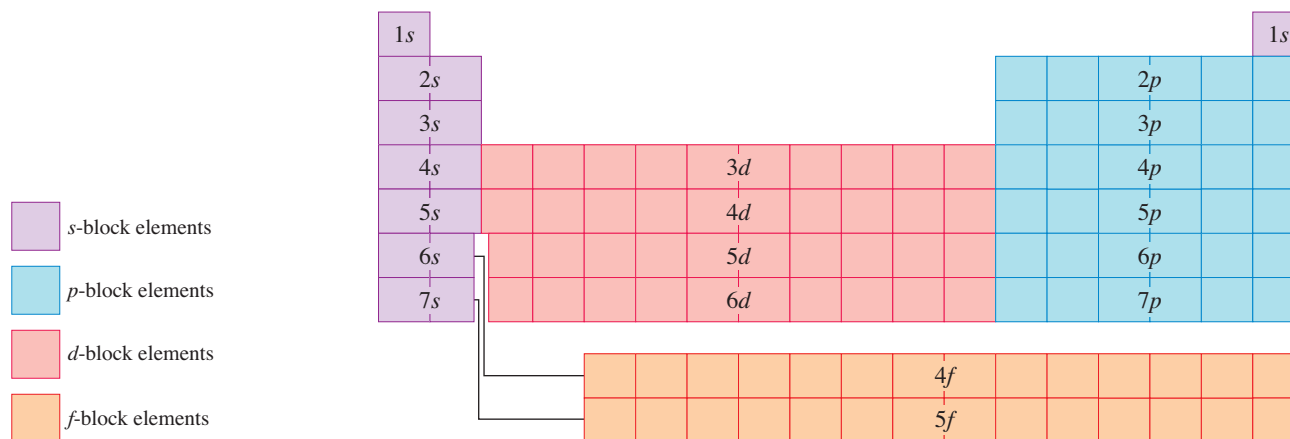 1s 1s
2s 2p
3s 3p
4s 3d 4p
5s 4d 5p
6s 5d 6p
7s 6d 7p
4f
5f
s-block elements
p-block elements
d-block elements
f-block elements